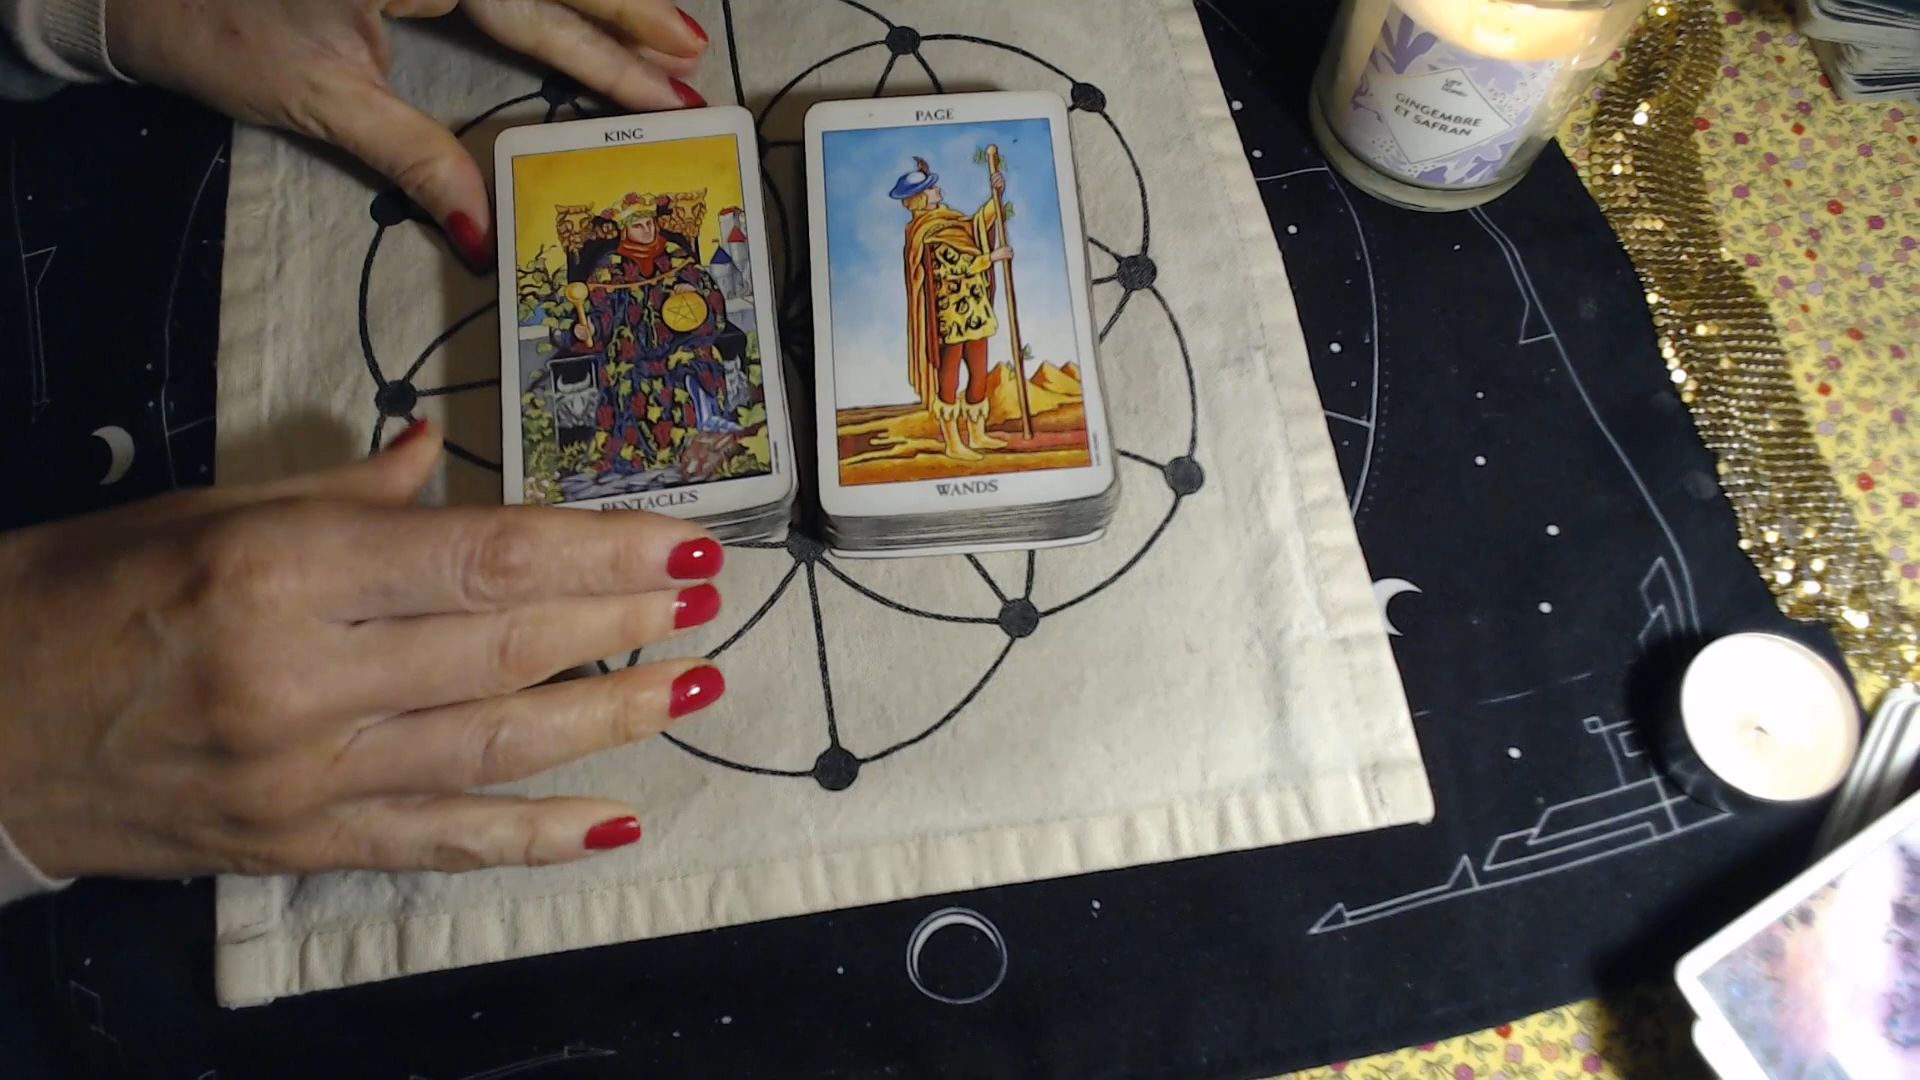 KING
PENTACLES
PAGE
WANDS
GINGEMBRE
ET SAFRAN